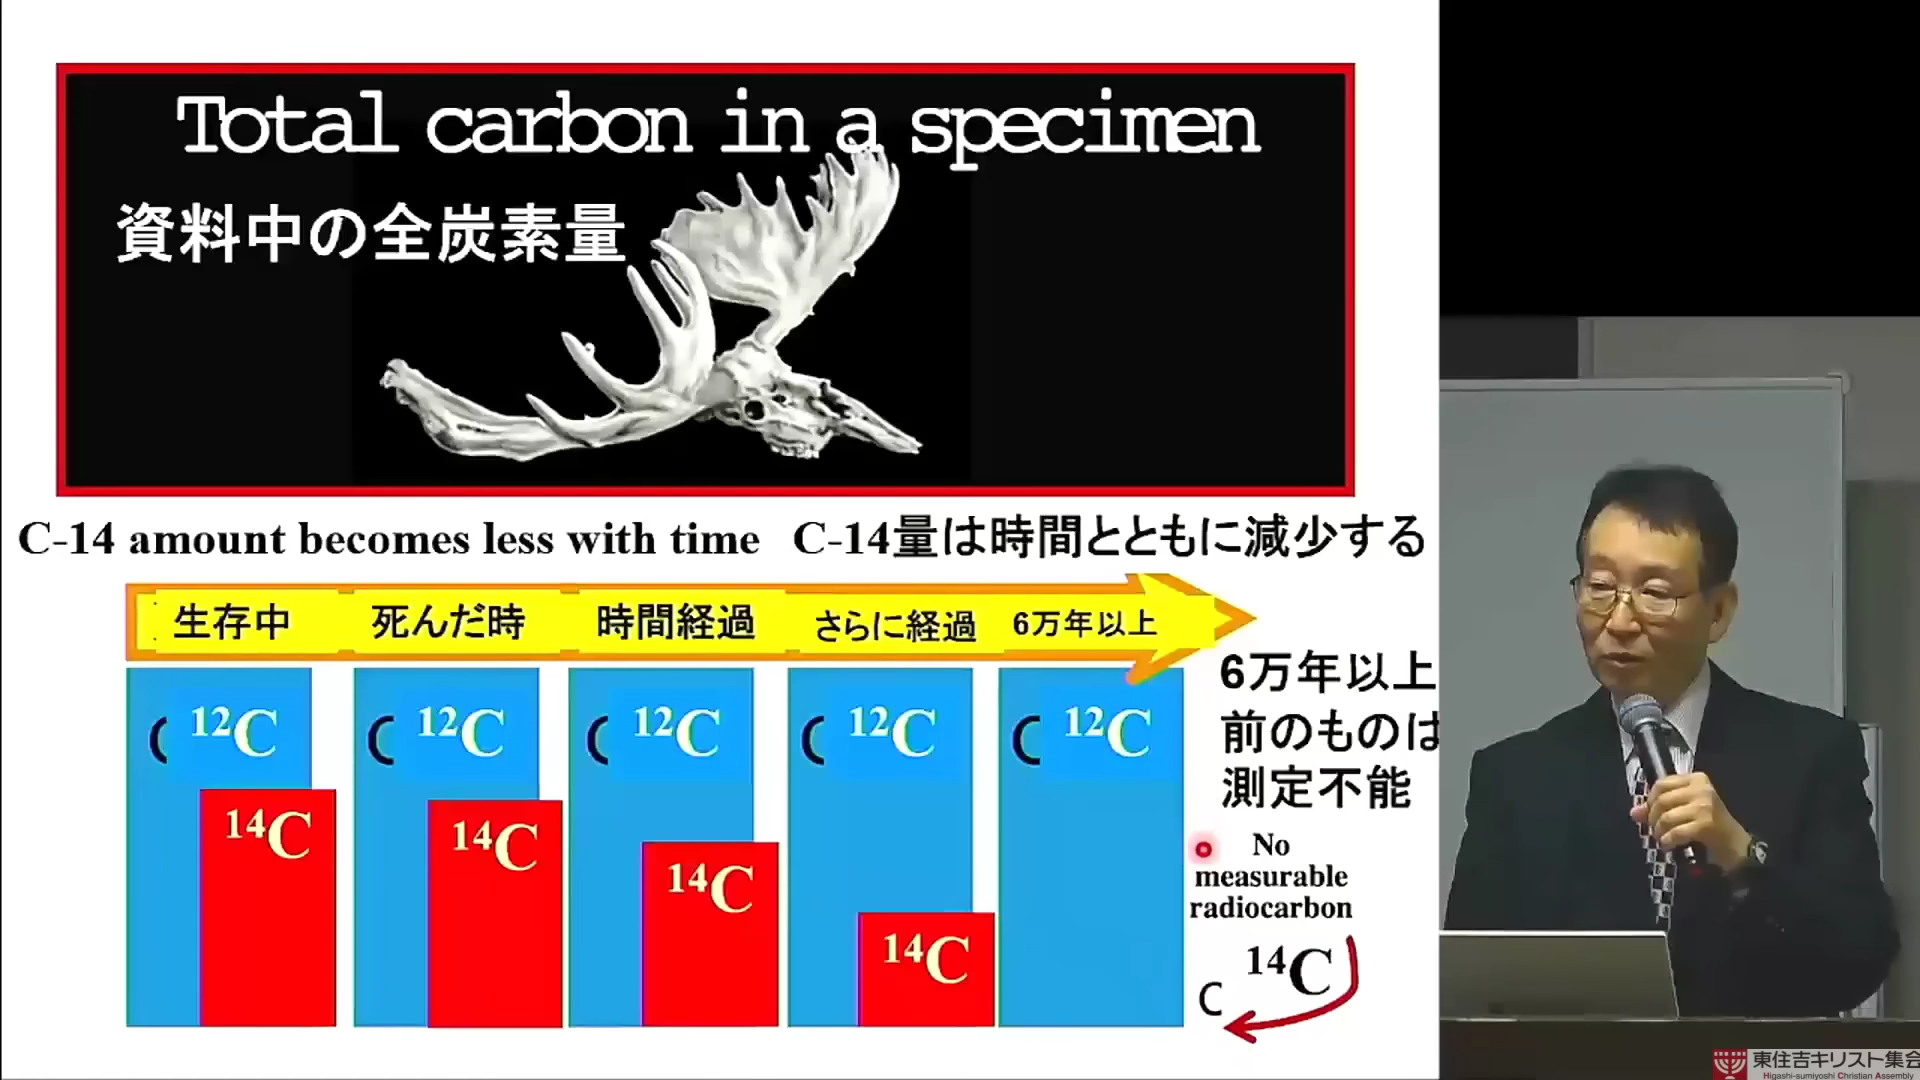 Total carbon in a specimen
資料中の全炭素量
C-14 amount becomes less with time C-14量は時間とともに減少する
生存中 死んだ時 時間経過 さらに経過 6万年以上
6万年以上
前のものは
測定不能
C ¹²C C ¹²C C ¹²C C ¹²C C ¹²C
¹⁴C ¹⁴C ¹⁴C ¹⁴C
No
measurable
radiocarbon
¹⁴C
C
東住吉キリスト集会
Higashi-sumiyoshi Christian Assembly